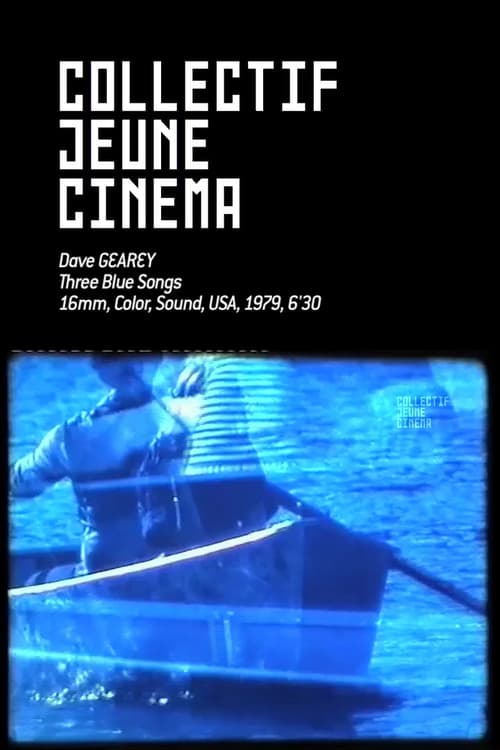 COLLECTIF
JEUNE
CINEMA
Dave GEAREY
Three Blue Songs
16mm, Color, Sound, USA, 1979, 6'30
COLLECTIF
JEUNE
CINEMA